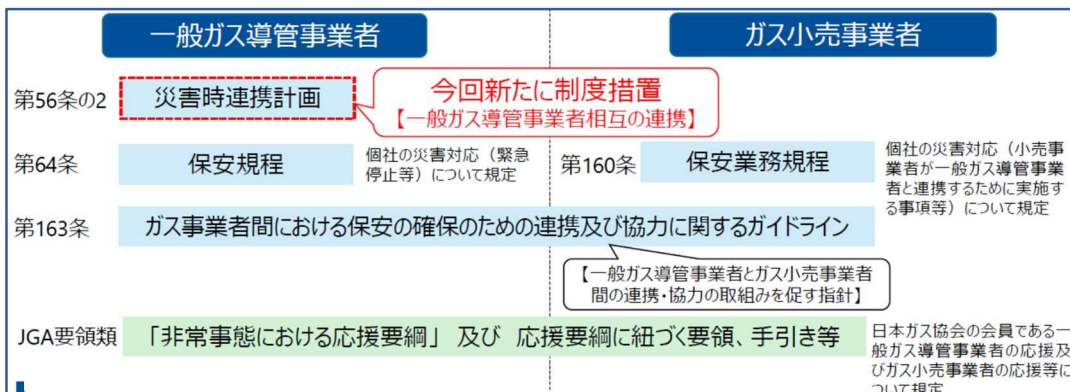 一般ガス導管事業者
ガス小売事業者
第56条の2
災害時連携計画
今回新たに制度措置
【一般ガス導管事業者相互の連携】
第64条
保安規程
個社の災害対応（緊急
停止等）について規定
第160条
保安業務規程
個社の災害対応（小売事
業者が一般ガス導管事業者
と連携するために実施す
る事項等）について規定
第163条
ガス事業者間における保安の確保のための連携及び協力に関するガイドライン
【一般ガス導管事業者とガス小売事業者
間の連携・協力の取組みを促す指針】
JGA要領類
「非常事態における応援要綱」 及び 応援要綱に紐づく要領、手引き等
日本ガス協会の会員である一
般ガス導管事業者の応援及
びガス小売事業者の応援等に
ついて規定